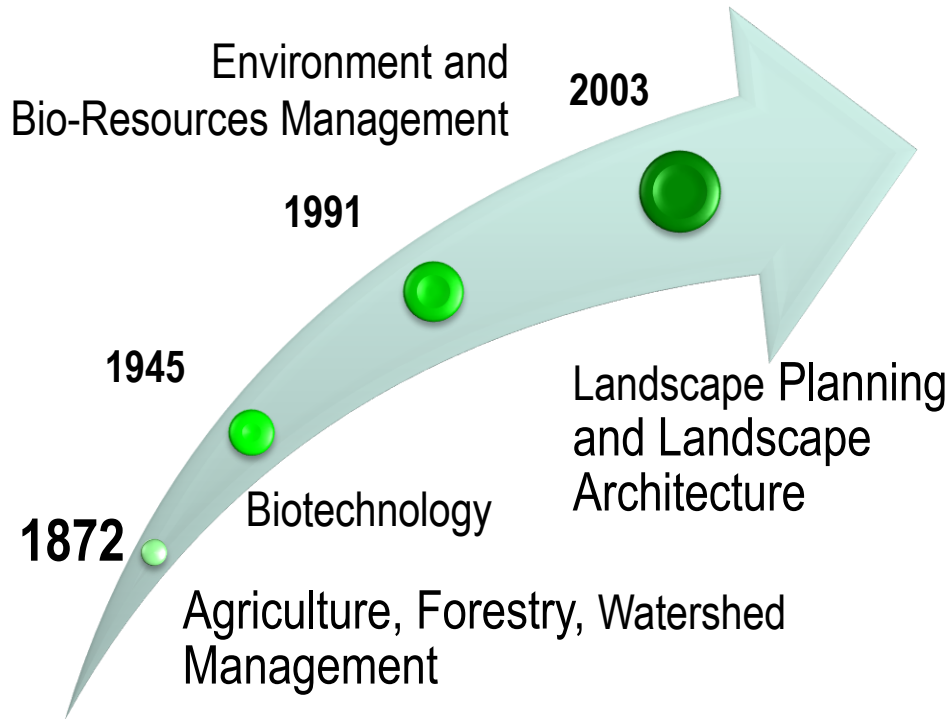 Environment and
Bio-Resources Management
2003
1991
1945
Landscape Planning
and Landscape
Architecture
Biotechnology
1872
Agriculture, Forestry, Watershed
Management